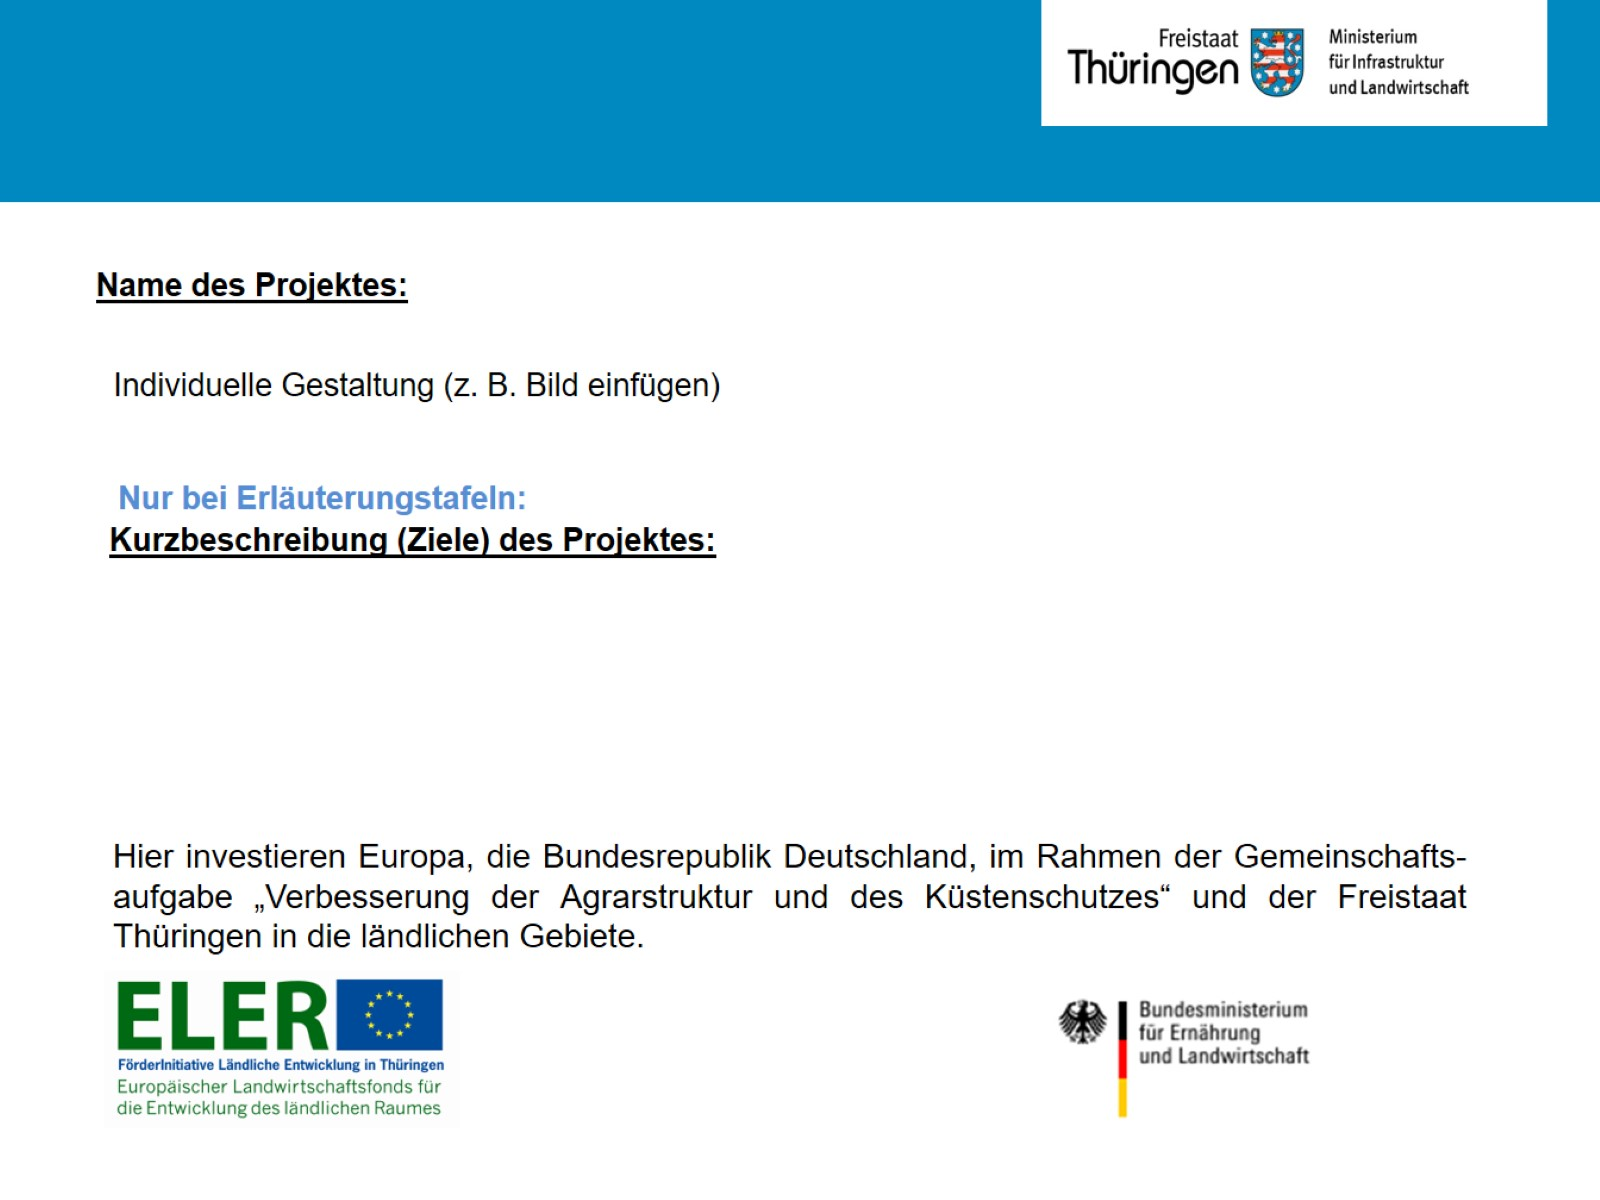 Freistaat
Thüringen
Ministerium
für Infrastruktur
und Landwirtschaft
Name des Projektes:
Individuelle Gestaltung (z. B. Bild einfügen)
Nur bei Erläuterungstafeln:
Kurzbeschreibung (Ziele) des Projektes:
Hier investieren Europa, die Bundesrepublik Deutschland, im Rahmen der Gemeinschafts-
aufgabe „Verbesserung der Agrarstruktur und des Küstenschutzes“ und der Freistaat
Thüringen in die ländlichen Gebiete.
ELER
FörderInitiative Ländliche Entwicklung in Thüringen
Europäischer Landwirtschaftsfonds für
die Entwicklung des ländlichen Raumes
Bundesministerium
für Ernährung
und Landwirtschaft